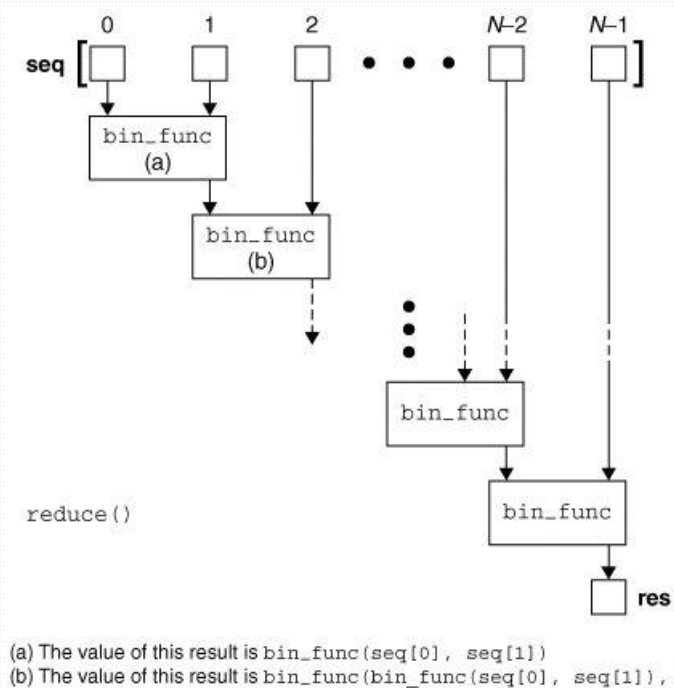 0 1 2 N–2 N–1
seq [ ]
bin_func
(a)
bin_func
(b)
bin_func
bin_func
reduce()
res
(a) The value of this result is bin_func(seq[0], seq[1])
(b) The value of this result is bin_func(bin_func(seq[0], seq[1]),